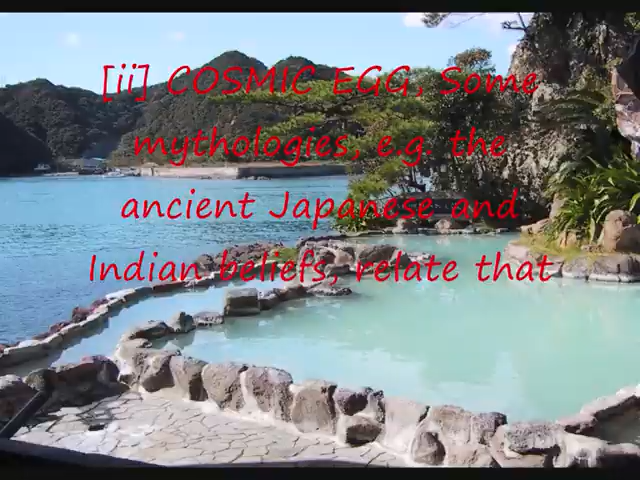 [ii] COSMIC EGG, Some
mythologies, e.g. the
ancient Japanese and
Indian beliefs, relate that